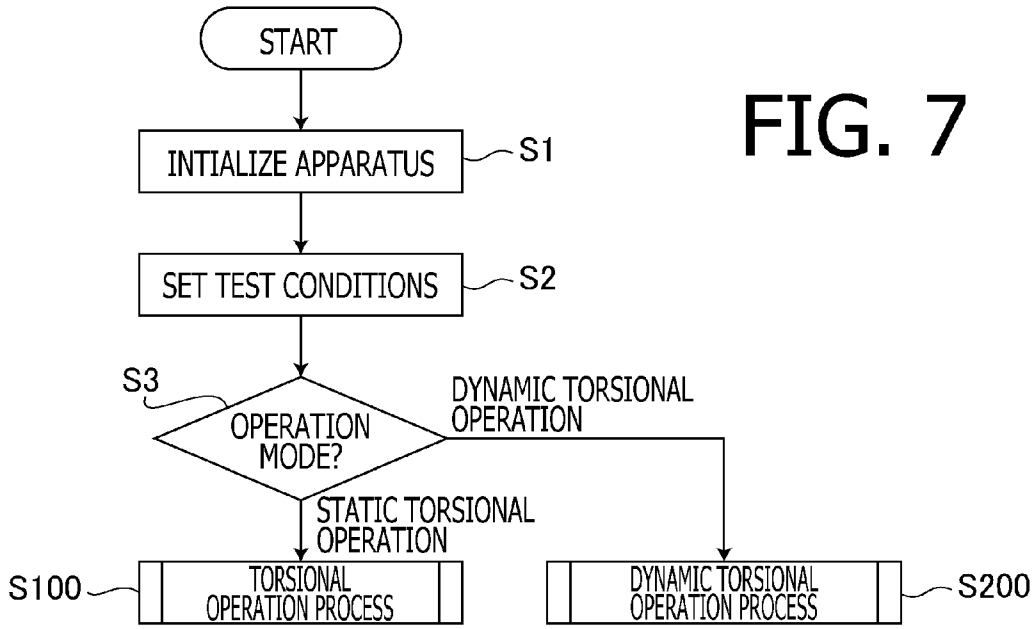 START
FIG. 7
INTIALIZE APPARATUS
S1
SET TEST CONDITIONS
S2
S3
OPERATION
MODE?
DYNAMIC TORSIONAL
OPERATION
STATIC TORSIONAL
OPERATION
S100
TORSIONAL
OPERATION PROCESS
DYNAMIC TORSIONAL
OPERATION PROCESS
S200